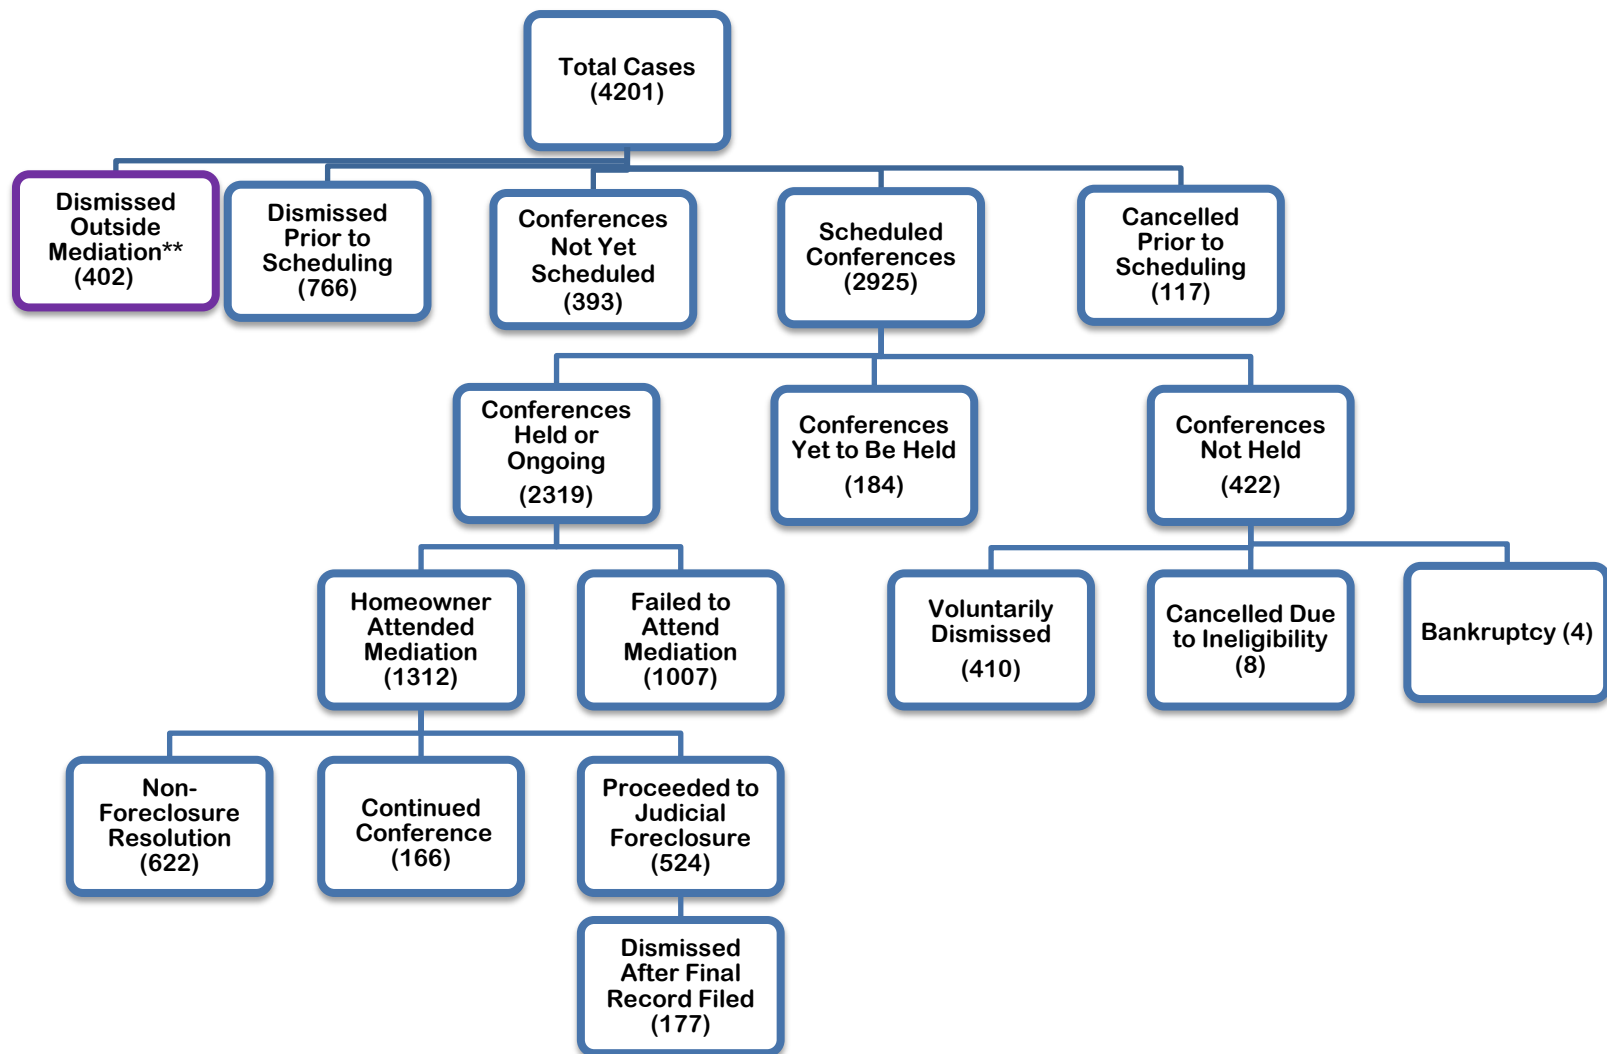 Total Cases
(4201)
Dismissed
Outside
Mediation**
(402)
Dismissed
Prior to
Scheduling
(766)
Conferences
Not Yet
Scheduled
(393)
Scheduled
Conferences
(2925)
Cancelled
Prior to
Scheduling
(117)
Conferences
Held or
Ongoing
(2319)
Conferences
Yet to Be Held
(184)
Conferences
Not Held
(422)
Homeowner
Attended
Mediation
(1312)
Failed to
Attend
Mediation
(1007)
Voluntarily
Dismissed
(410)
Cancelled Due
to Ineligibility
(8)
Bankruptcy (4)
Non-
Foreclosure
Resolution
(622)
Continued
Conference
(166)
Proceeded to
Judicial
Foreclosure
(524)
Dismissed
After Final
Record Filed
(177)